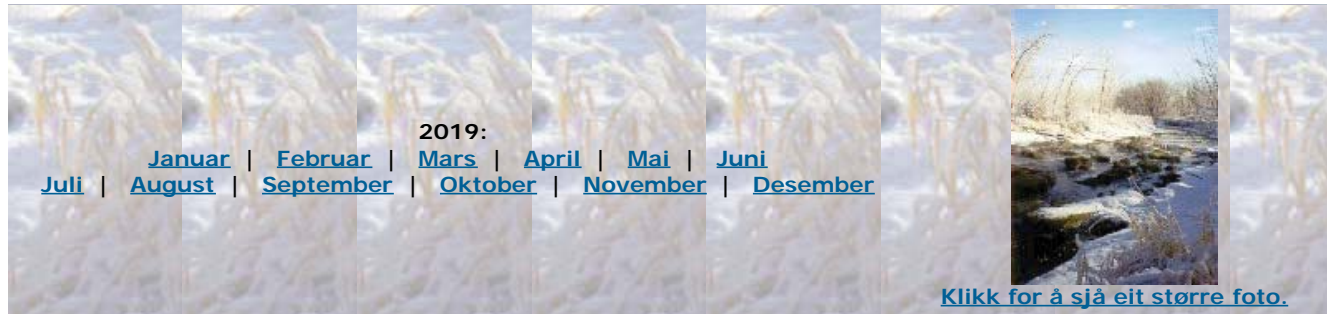 2019:
Januar | Februar | Mars | April | Mai | Juni
Juli | August | September | Oktober | November | Desember
Klikk for å sjå eit større foto.